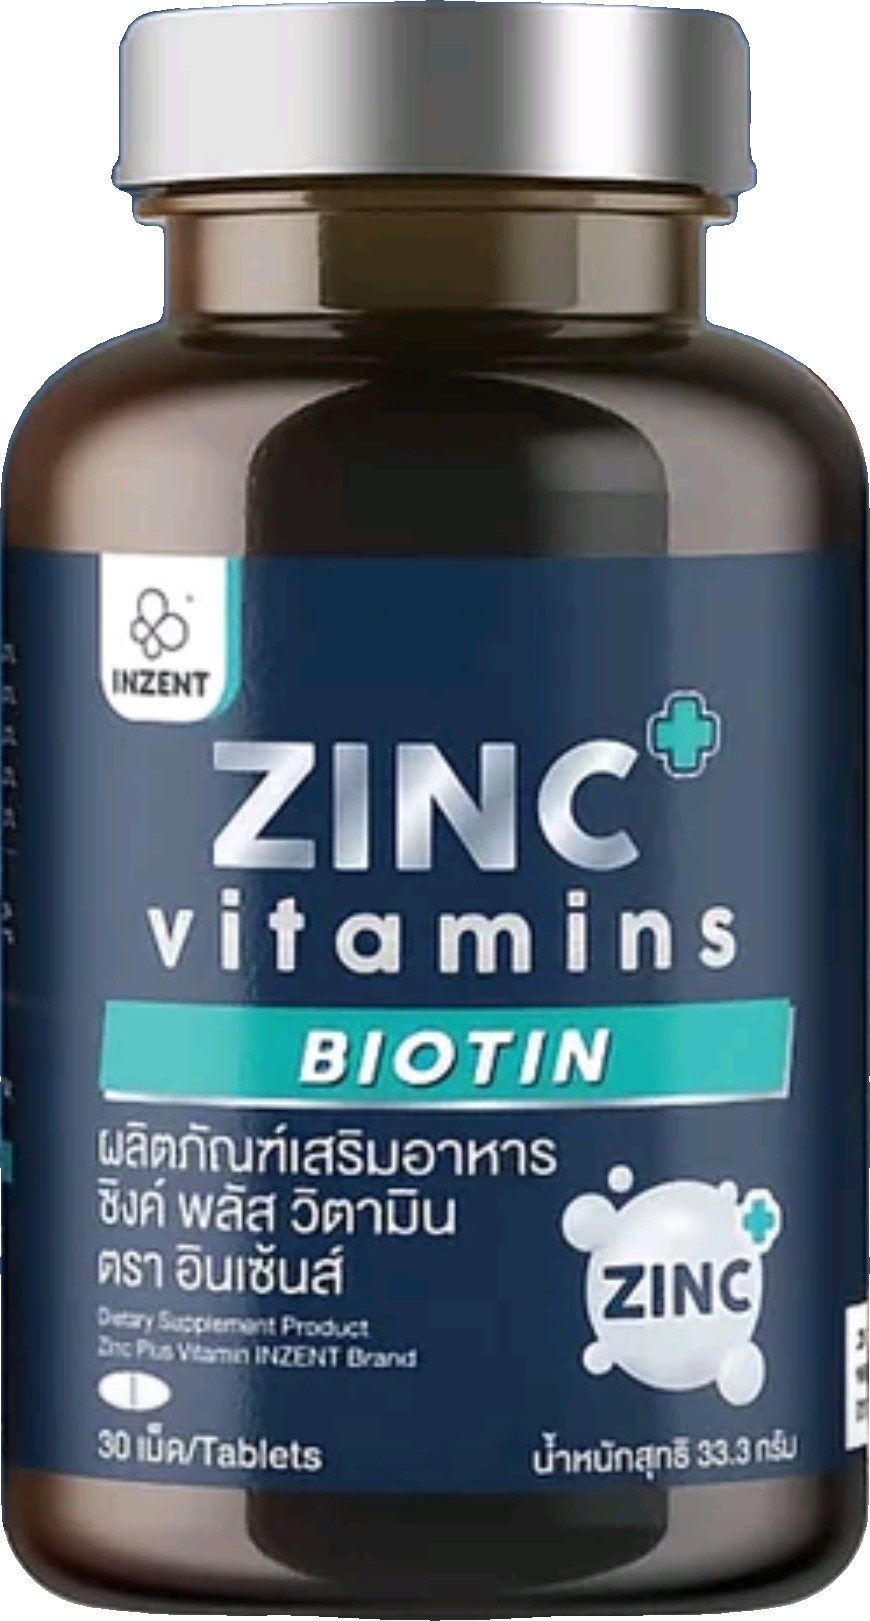 INZENT
ZINC+
vitamins
BIOTIN
ผลิตภัณฑ์เสริมอาหาร
ซิงค์ พลัส วิตามิน
ตรา อินเซ้นส์
Dietary Supplement Product
Zinc Plus Vitamin INZENT Brand
ZINC+
30 เม็ด/Tablets
น้ำหนักสุทธิ 33.3 กรัม